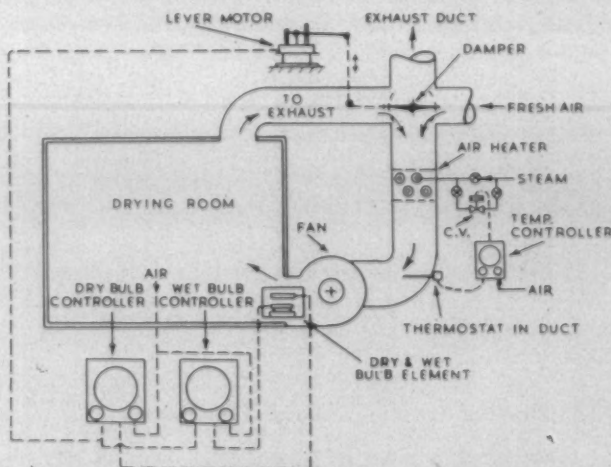 LEVER MOTOR
EXHAUST DUCT
DAMPER
TO
EXHAUST
FRESH AIR
AIR HEATER
STEAM
DRYING ROOM
C.V.
TEMP.
CONTROLLER
FAN
AIR
DRY BULB
CONTROLLER
WET BULB
CONTROLLER
AIR
THERMOSTAT IN DUCT
DRY & WET
BULB ELEMENT